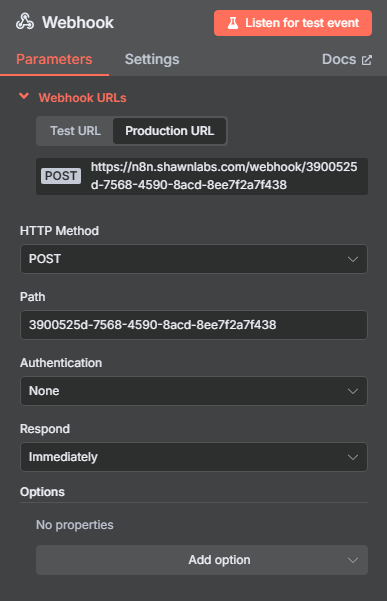 Webhook
Listen for test event
Parameters
Settings
Docs
Webhook URLs
Test URL
Production URL
POST
https://n8n.shawnlabs.com/webhook/3900525
d-7568-4590-8acd-8ee7f2a7f438
HTTP Method
POST
Path
3900525d-7568-4590-8acd-8ee7f2a7f438
Authentication
None
Respond
Immediately
Options
No properties
Add option